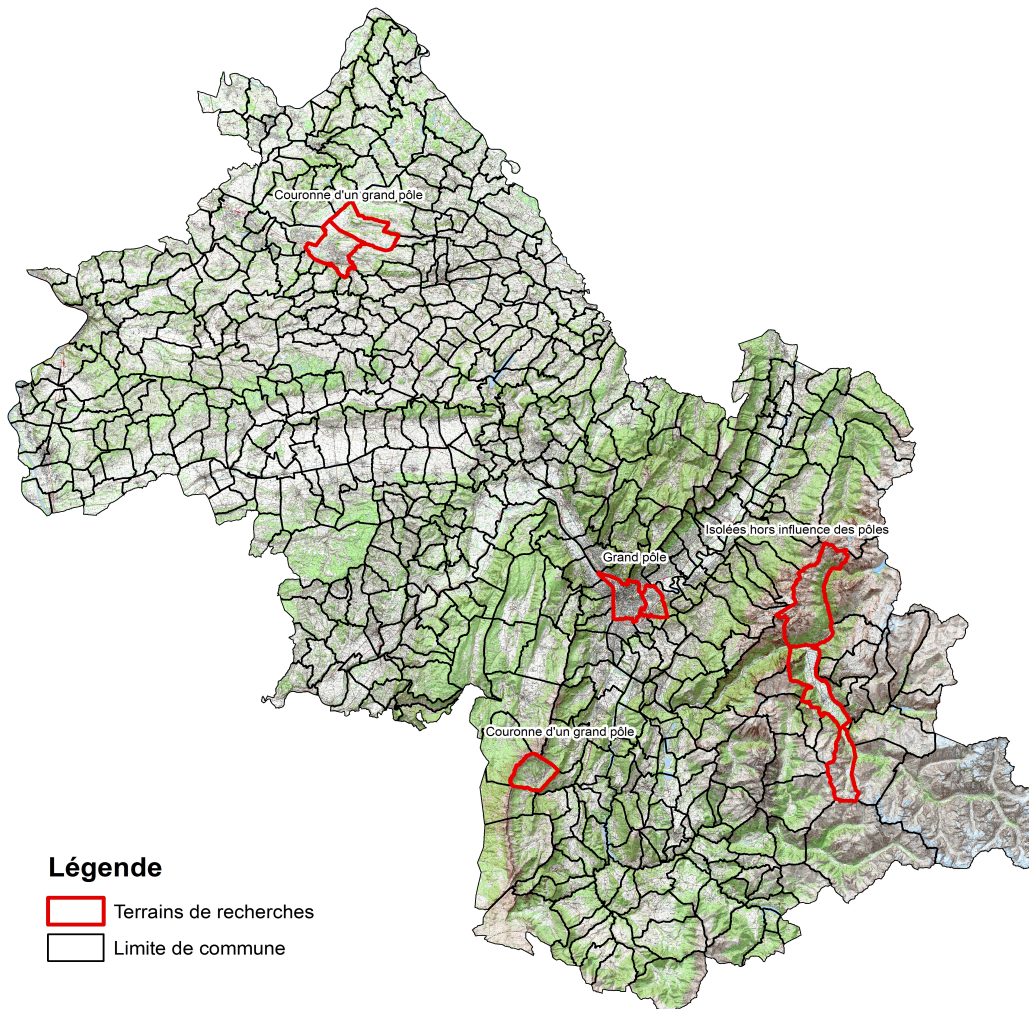 Couronne d'un grand pôle
Isolées hors influence des pôles
Grand pôle
Couronne d'un grand pôle
Légende
Terrains de recherches
Limite de commune